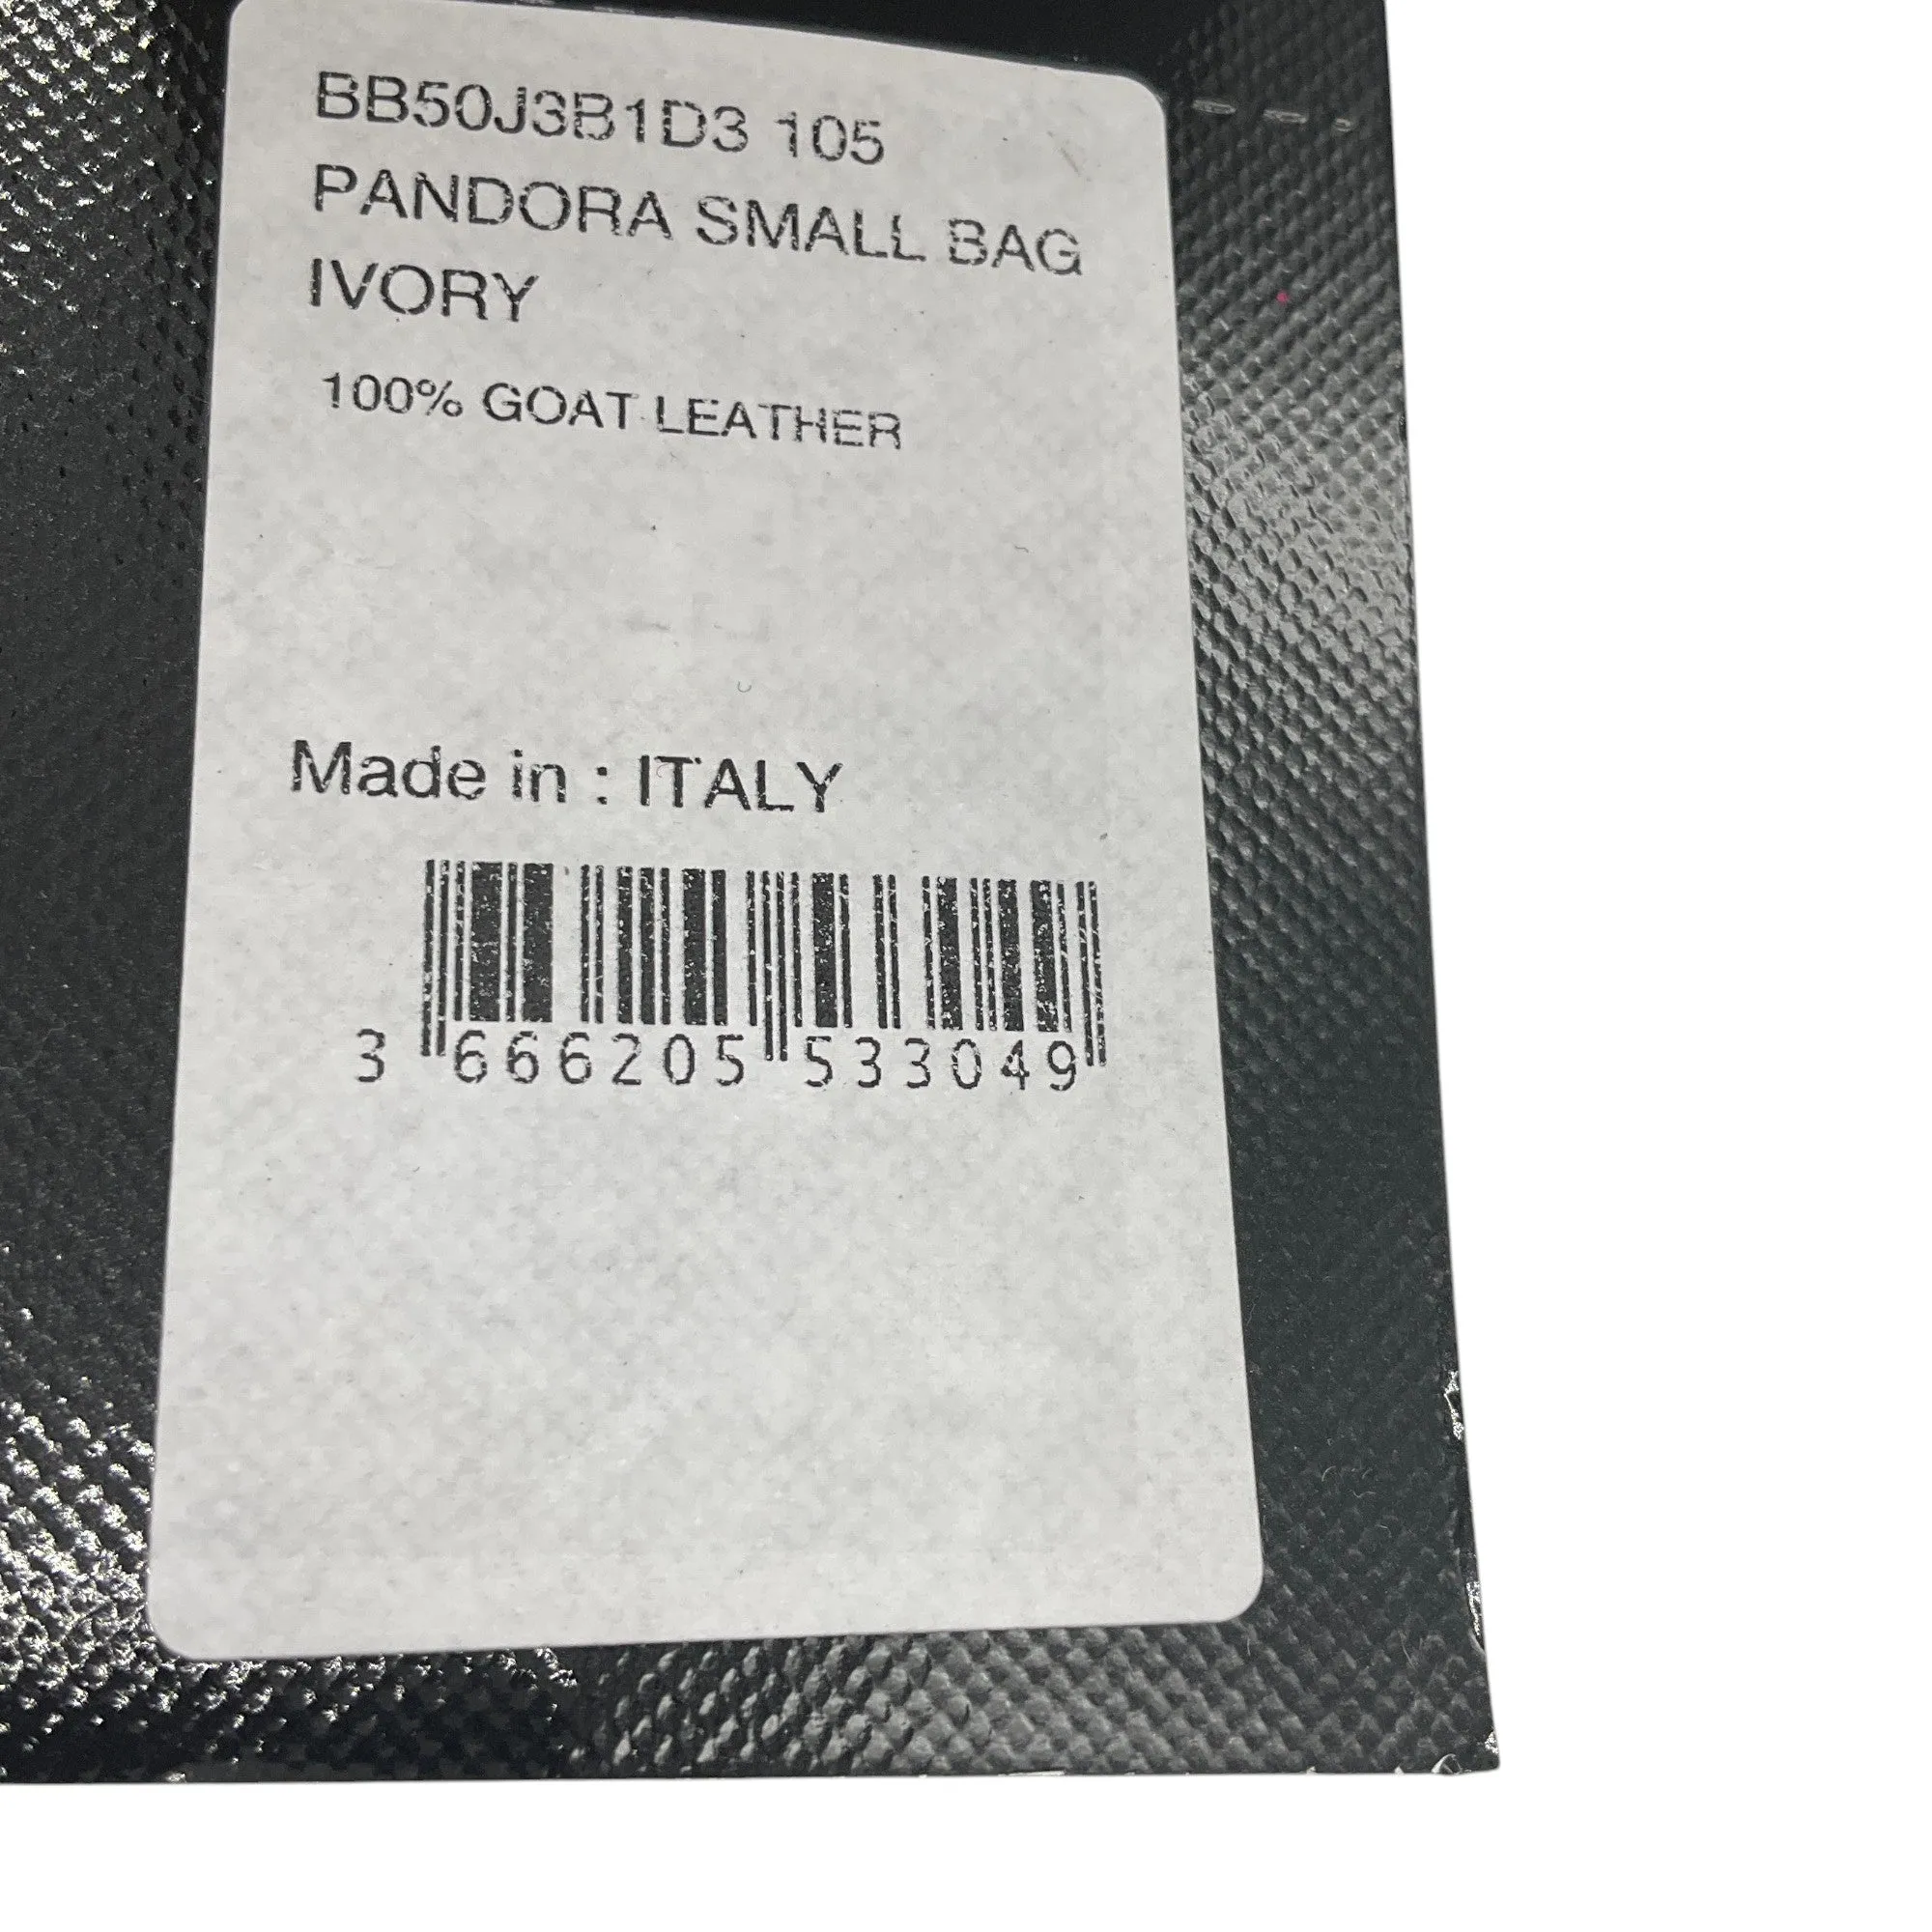 BB50J3B1D3 105
PANDORA SMALL BAG
IVORY
100% GOAT LEATHER
Made in : ITALY
3 666205 533049